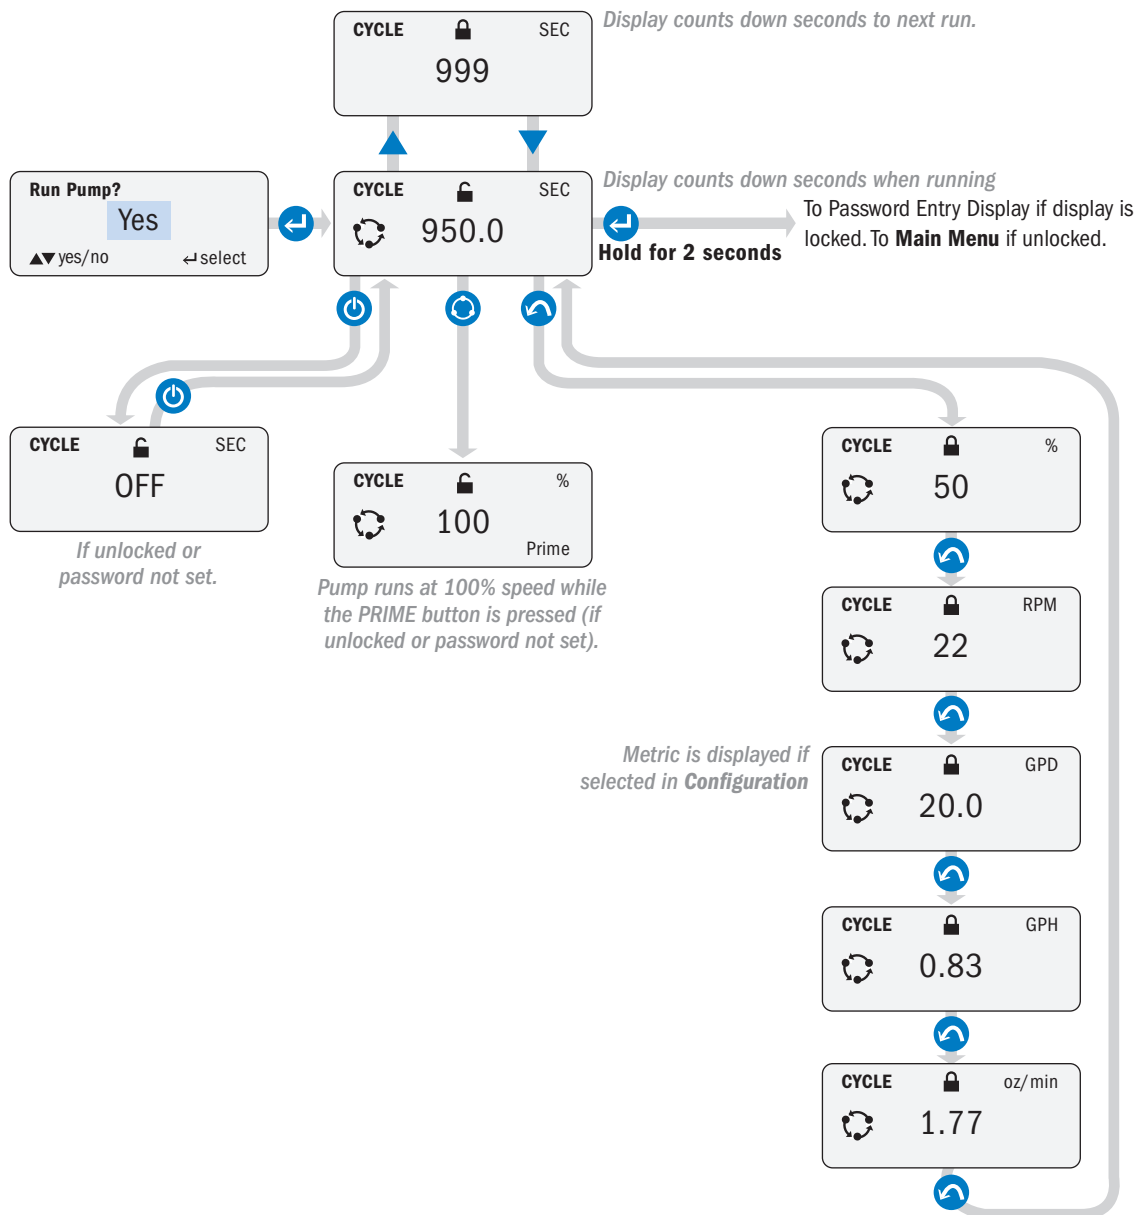 CYCLE SEC
999
Display counts down seconds to next run.
Run Pump?
Yes
▲▼ yes/no ↵ select
CYCLE SEC
950.0
Display counts down seconds when running
Hold for 2 seconds
To Password Entry Display if display is
locked. To Main Menu if unlocked.
CYCLE SEC
OFF
If unlocked or
password not set.
CYCLE %
100
Prime
Pump runs at 100% speed while
the PRIME button is pressed (if
unlocked or password not set).
CYCLE %
50
CYCLE RPM
22
Metric is displayed if
selected in Configuration
CYCLE GPD
20.0
CYCLE GPH
0.83
CYCLE oz/min
1.77